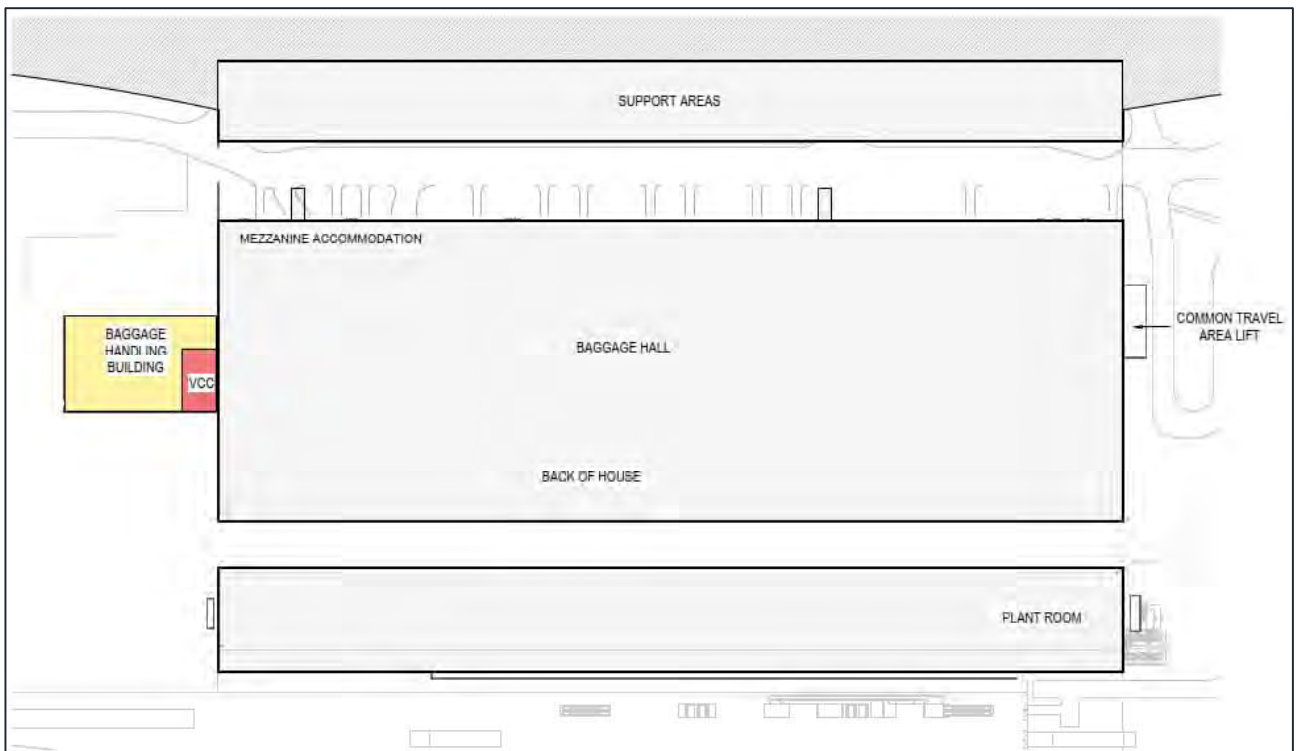 SUPPORT AREAS
MEZZANINE ACCOMMODATION
BAGGAGE
HANDLING
BUILDING
VCC
BAGGAGE HALL
COMMON TRAVEL
AREA LIFT
BACK OF HOUSE
PLANT ROOM